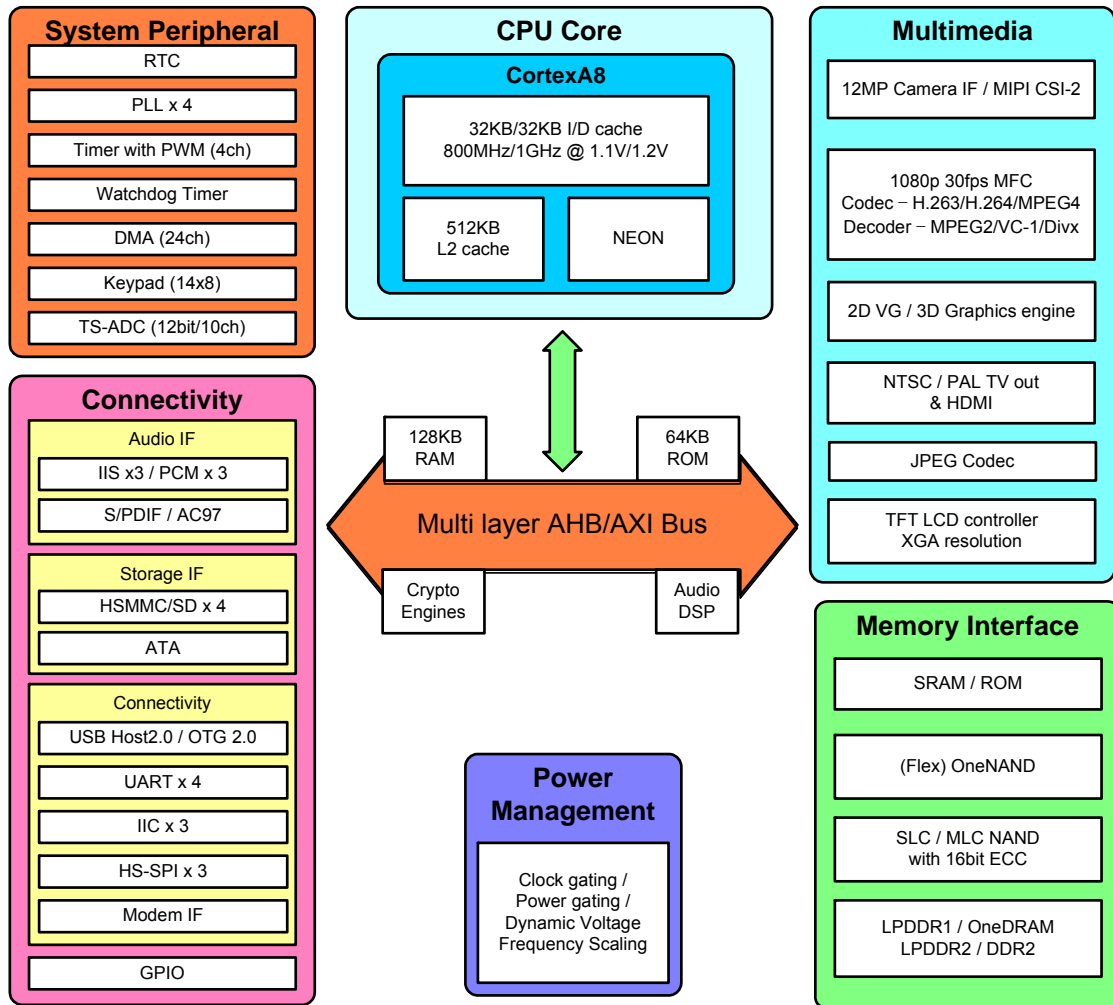 System Peripheral
RTC
PLL x 4
Timer with PWM (4ch)
Watchdog Timer
DMA (24ch)
Keypad (14x8)
TS-ADC (12bit/10ch)
CPU Core
CortexA8
32KB/32KB I/D cache
800MHz/1GHz @ 1.1V/1.2V
512KB
L2 cache
NEON
Multimedia
12MP Camera IF / MIPI CSI-2
1080p 30fps MFC
Codec – H.263/H.264/MPEG4
Decoder – MPEG2/VC-1/Divx
2D VG / 3D Graphics engine
NTSC / PAL TV out
& HDMI
JPEG Codec
TFT LCD controller
XGA resolution
Connectivity
Audio IF
IIS x3 / PCM x 3
S/PDIF / AC97
Storage IF
HSMMC/SD x 4
ATA
Connectivity
USB Host2.0 / OTG 2.0
UART x 4
IIC x 3
HS-SPI x 3
Modem IF
GPIO
128KB
RAM
64KB
ROM
Multi layer AHB/AXI Bus
Crypto
Engines
Audio
DSP
Power
Management
Clock gating /
Power gating /
Dynamic Voltage
Frequency Scaling
Memory Interface
SRAM / ROM
(Flex) OneNAND
SLC / MLC NAND
with 16bit ECC
LPDDR1 / OneDRAM
LPDDR2 / DDR2